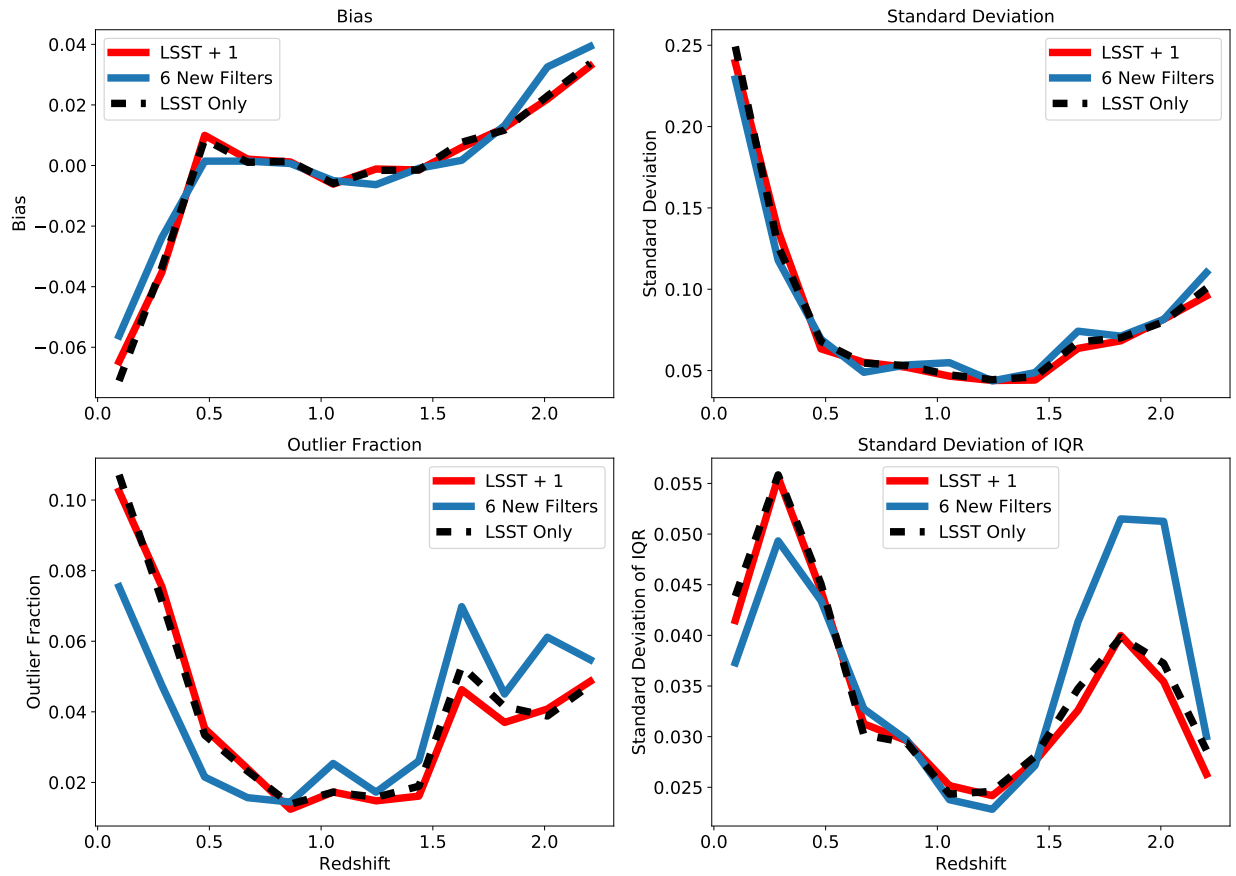 Bias
Standard Deviation
0.04
0.02
0.00
−0.02
−0.04
−0.06
Bias
LSST + 1
6 New Filters
LSST Only
0.0
0.5
1.0
1.5
2.0
0.25
0.20
0.15
0.10
0.05
Standard Deviation
LSST + 1
6 New Filters
LSST Only
0.0
0.5
1.0
1.5
2.0
Outlier Fraction
Standard Deviation of IQR
0.10
0.08
0.06
0.04
0.02
Outlier Fraction
LSST + 1
6 New Filters
LSST Only
0.0
0.5
1.0
1.5
2.0
Redshift
0.055
0.050
0.045
0.040
0.035
0.030
0.025
Standard Deviation of IQR
LSST + 1
6 New Filters
LSST Only
0.0
0.5
1.0
1.5
2.0
Redshift